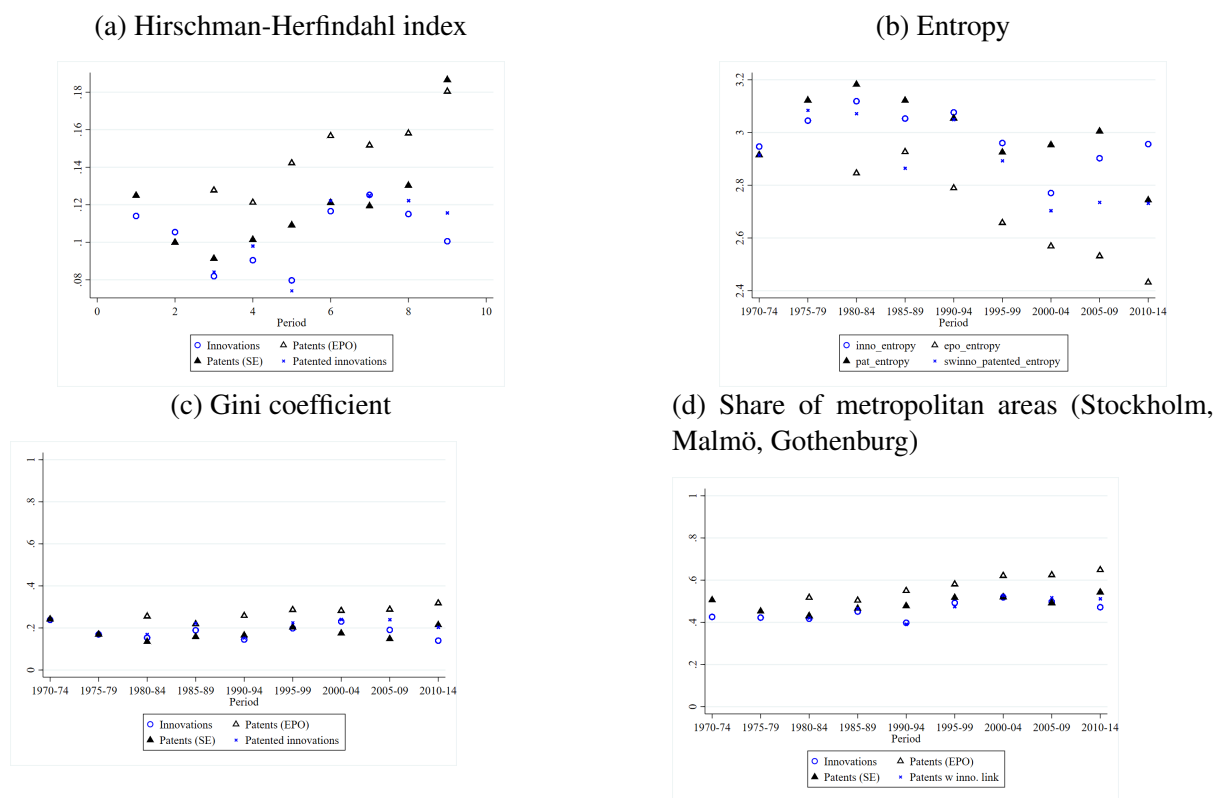 (a) Hirschman-Herfindahl index
.18
.16
.14
.12
.1
.08
0 2 4 6 8 10
Period
Innovations Patents (EPO)
Patents (SE) Patented innovations
(b) Entropy
3.2
3
2.8
2.6
2.4
1970-74 1975-79 1980-84 1985-89 1990-94 1995-99 2000-04 2005-09 2010-14
Period
inno_entropy epo_entropy
pat_entropy swinno_patented_entropy
(c) Gini coefficient
1
.8
.6
.4
.2
0
1970-74 1975-79 1980-84 1985-89 1990-94 1995-99 2000-04 2005-09 2010-14
Period
Innovations Patents (EPO)
Patents (SE) Patented innovations
(d) Share of metropolitan areas (Stockholm,
Malmö, Gothenburg)
1
.8
.6
.4
.2
0
1970-74 1975-79 1980-84 1985-89 1990-94 1995-99 2000-04 2005-09 2010-14
Period
Innovations Patents (EPO)
Patents (SE) Patents w inno. link